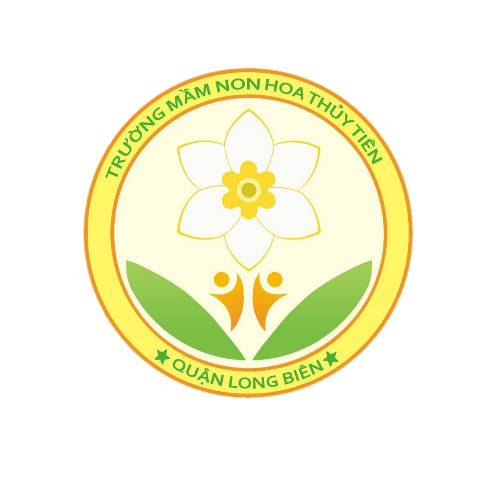 TRƯỜNG MẦM NON HOA THỦY TIÊN
QUẬN LONG BIÊN